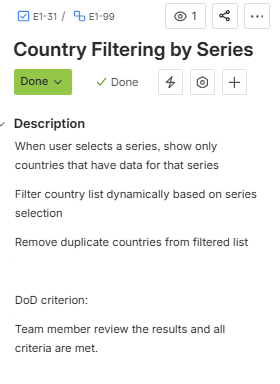 E1-31 / E1-99
1
Country Filtering by Series
Done
Done
Description
When user selects a series, show only
countries that have data for that series
Filter country list dynamically based on series
selection
Remove duplicate countries from filtered list
DoD criterion:
Team member review the results and all
criteria are met.